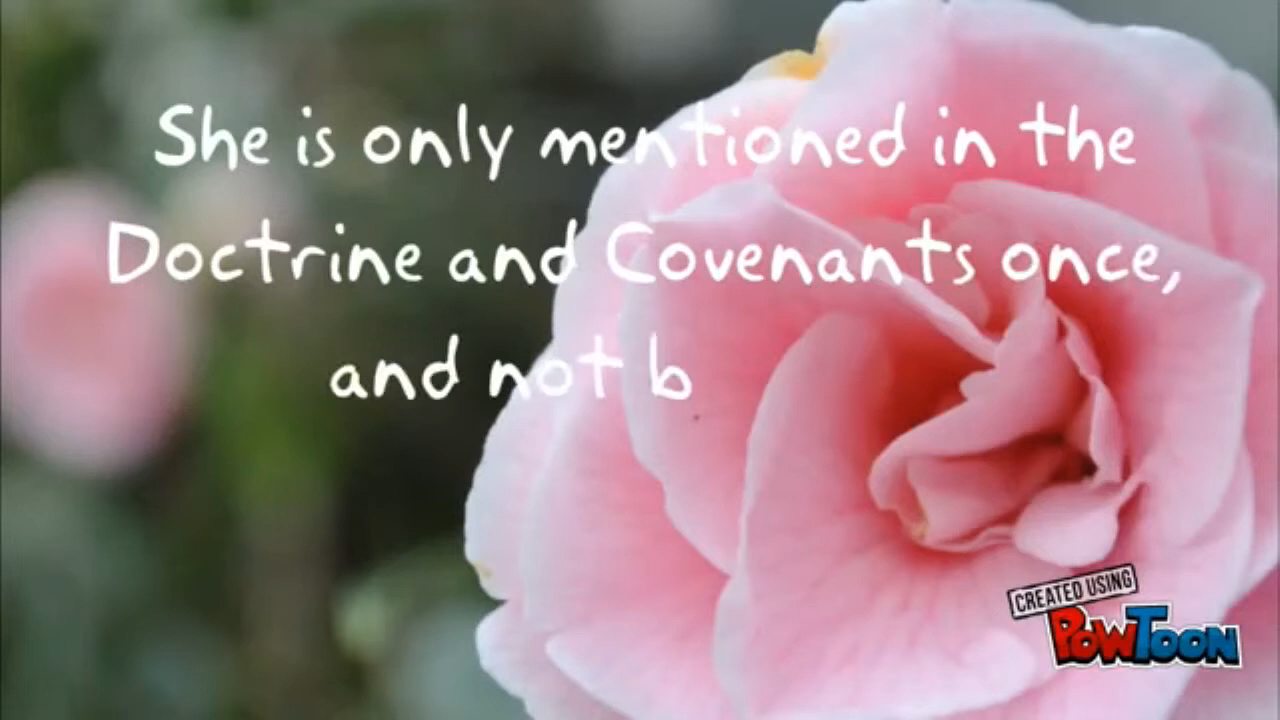 She is only mentioned in the
Doctrine and Covenants once,
and not b
CREATED USING
POWTOON